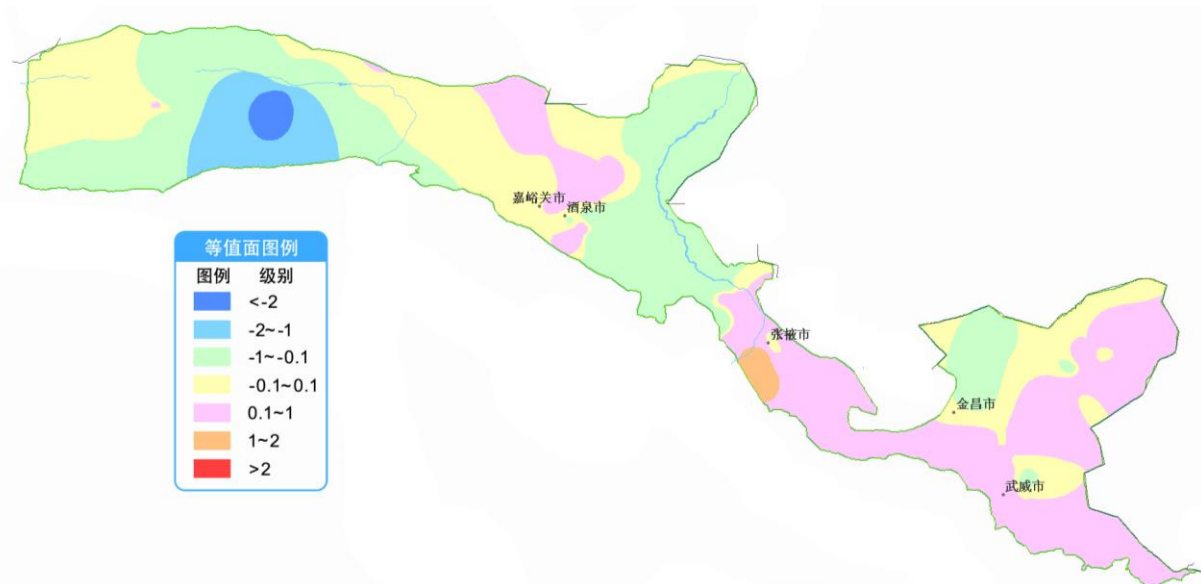 嘉峪关市
酒泉市
等值面图例
图例 级别
<-2
-2~-1
-1~-0.1
-0.1~0.1
0.1~1
1~2
>2
张掖市
金昌市
武威市